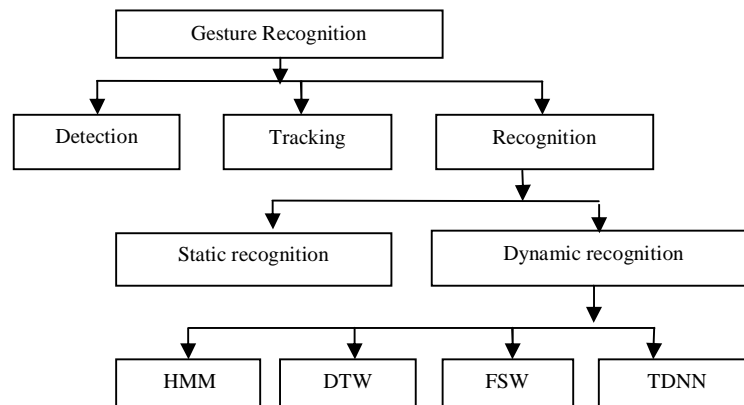 Gesture Recognition
Detection
Tracking
Recognition
Static recognition
Dynamic recognition
HMM
DTW
FSW
TDNN